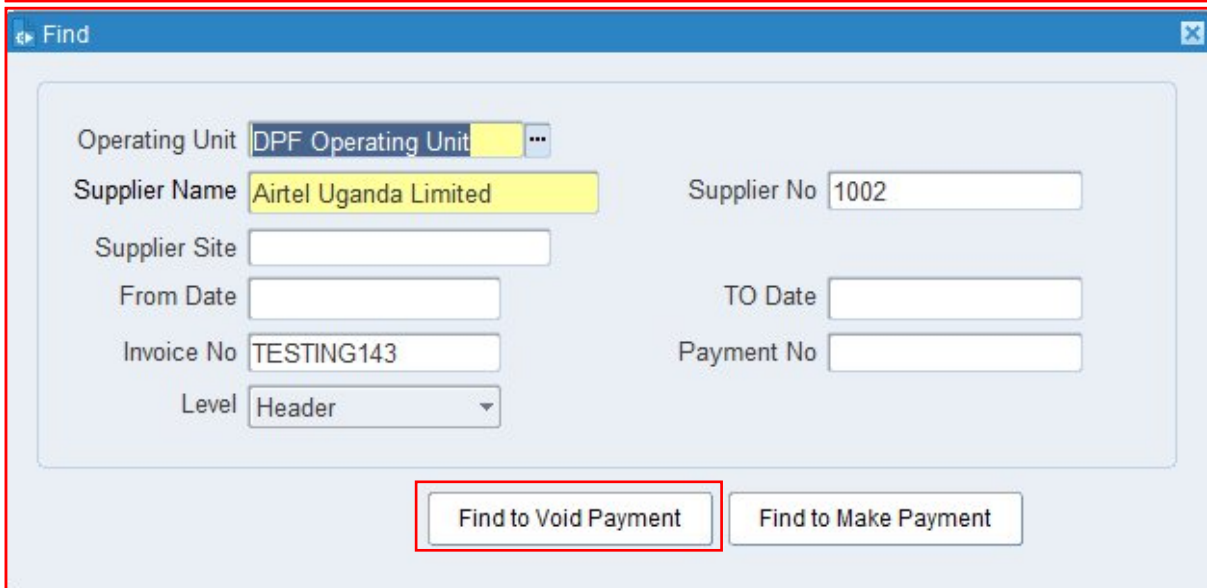 Find
Operating Unit DPF Operating Unit ...
Supplier Name Airtel Uganda Limited Supplier No 1002
Supplier Site
From Date TO Date
Invoice No TESTING143 Payment No
Level Header
Find to Void Payment Find to Make Payment